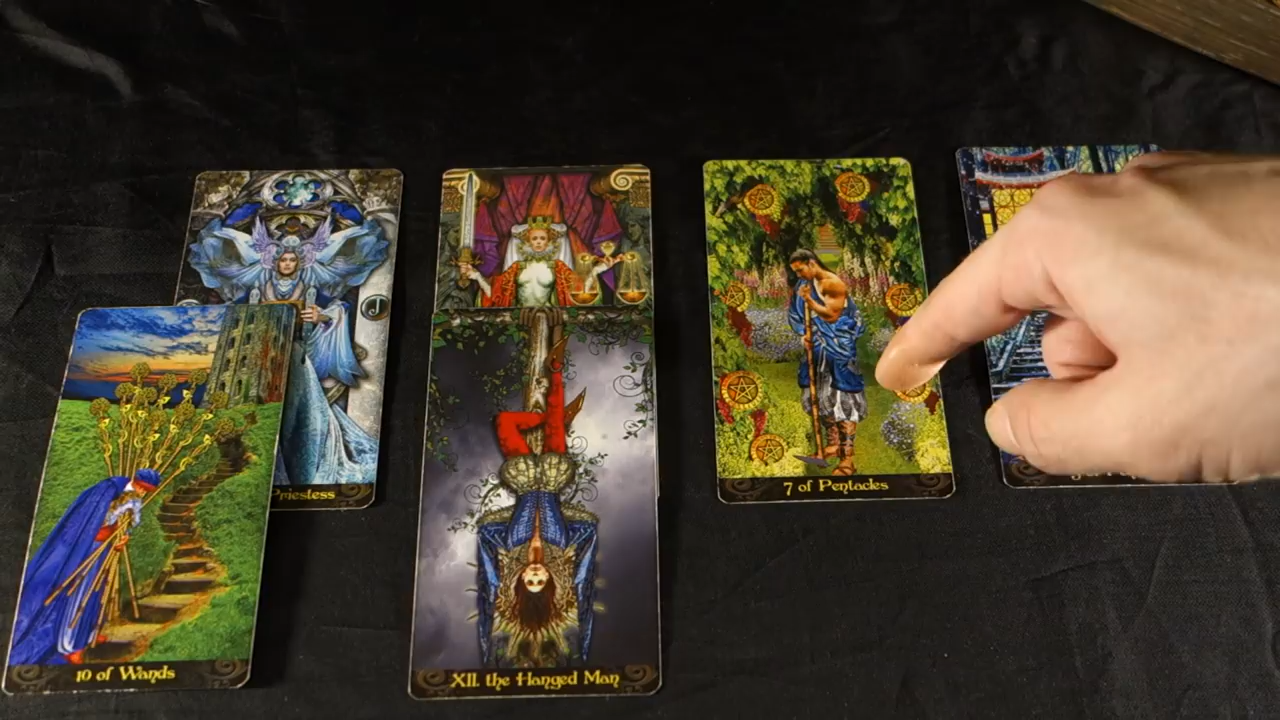 Priestess
7 of Pentacles
10 of Wands
XII. the Hanged Man